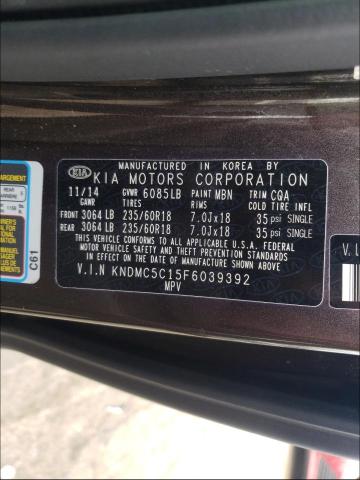 MANUFACTURED IN KOREA BY
KIA KIA MOTORS CORPORATION
11/14 GVWR 6085LB PAINT MBN TRIM CQA
GAWR TIRES RIMS COLD TIRE INFL
FRONT 3064 LB 235/60R18 7.0Jx18 35 psi SINGLE
REAR 3064 LB 235/60R18 7.0Jx18 35 psi SINGLE
THIS VEHICLE CONFORMS TO ALL APPLICABLE U.S.A. FEDERAL
MOTOR VEHICLE SAFETY AND THEFT PREVENTION STANDARDS
IN EFFECT ON THE DATE OF MANUFACTURE SHOWN ABOVE.
V.I.N KNDMC5C15F6039392
MPV
C61
REAR
V.I